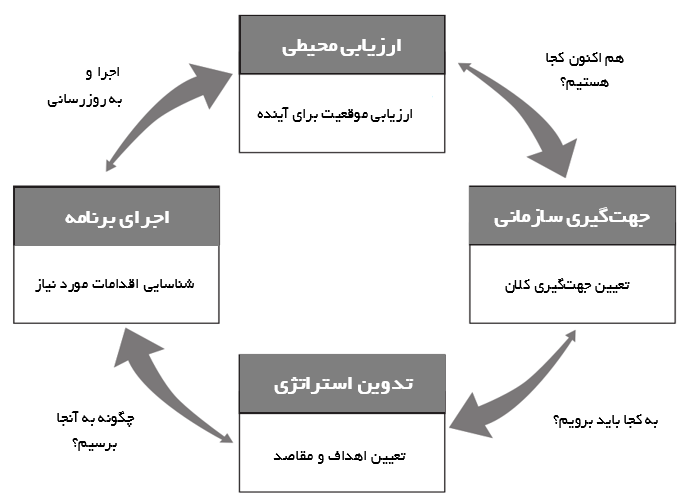 ارزیابی محیطی
ارزیابی موقعیت برای آینده
هم اکنون کجا
هستیم؟
جهت‌گیری سازمانی
تعیین جهت‌گیری کلان
به کجا باید برویم؟
تدوین استراتژی
تعیین اهداف و مقاصد
چگونه به آنجا
برسیم؟
اجرای برنامه
شناسایی اقدامات مورد نیاز
اجرا و
به روزرسانی